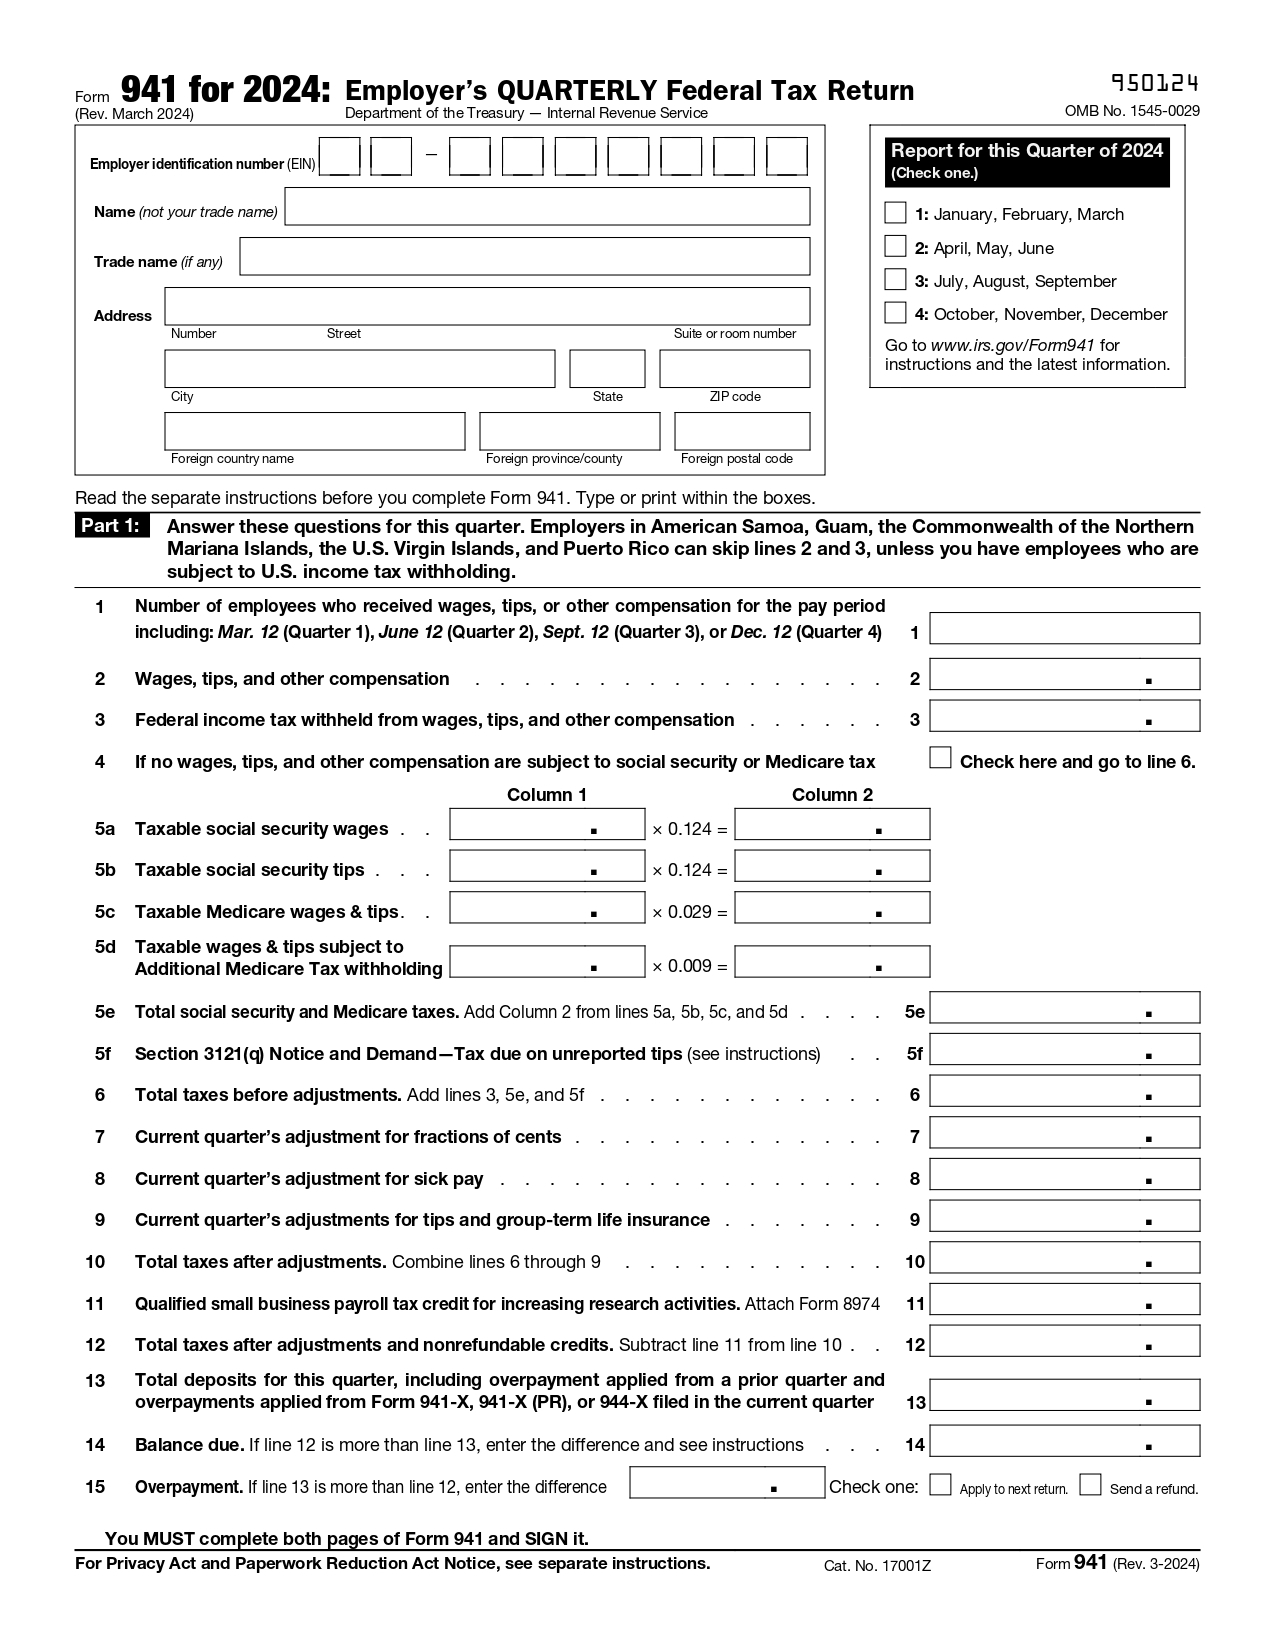 Form 941 for 2024: Employer’s QUARTERLY Federal Tax Return
(Rev. March 2024) Department of the Treasury — Internal Revenue Service
950124
OMB No. 1545-0029
Employer identification number (EIN) —
Name (not your trade name)
Trade name (if any)
Address
Number Street Suite or room number
City State ZIP code
Foreign country name Foreign province/county Foreign postal code
Report for this Quarter of 2024
(Check one.)
1: January, February, March
2: April, May, June
3: July, August, September
4: October, November, December
Go to www.irs.gov/Form941 for
instructions and the latest information.
Read the separate instructions before you complete Form 941. Type or print within the boxes.
Part 1: Answer these questions for this quarter. Employers in American Samoa, Guam, the Commonwealth of the Northern
Mariana Islands, the U.S. Virgin Islands, and Puerto Rico can skip lines 2 and 3, unless you have employees who are
subject to U.S. income tax withholding.
1 Number of employees who received wages, tips, or other compensation for the pay period
including: Mar. 12 (Quarter 1), June 12 (Quarter 2), Sept. 12 (Quarter 3), or Dec. 12 (Quarter 4) 1
2 Wages, tips, and other compensation . . . . . . . . . . . . . . . . . 2 .
3 Federal income tax withheld from wages, tips, and other compensation . . . . . . 3 .
4 If no wages, tips, and other compensation are subject to social security or Medicare tax Check here and go to line 6.
Column 1 Column 2
5a Taxable social security wages . . . × 0.124 = .
5b Taxable social security tips . . . . × 0.124 = .
5c Taxable Medicare wages & tips. . . × 0.029 = .
5d Taxable wages & tips subject to
Additional Medicare Tax withholding . × 0.009 = .
5e Total social security and Medicare taxes. Add Column 2 from lines 5a, 5b, 5c, and 5d . . . . 5e .
5f Section 3121(q) Notice and Demand—Tax due on unreported tips (see instructions) . . 5f .
6 Total taxes before adjustments. Add lines 3, 5e, and 5f . . . . . . . . . . . . 6 .
7 Current quarter’s adjustment for fractions of cents . . . . . . . . . . . . . 7 .
8 Current quarter’s adjustment for sick pay . . . . . . . . . . . . . . . . 8 .
9 Current quarter’s adjustments for tips and group-term life insurance . . . . . . . 9 .
10 Total taxes after adjustments. Combine lines 6 through 9 . . . . . . . . . . . 10 .
11 Qualified small business payroll tax credit for increasing research activities. Attach Form 8974 11 .
12 Total taxes after adjustments and nonrefundable credits. Subtract line 11 from line 10 . . 12 .
13 Total deposits for this quarter, including overpayment applied from a prior quarter and
overpayments applied from Form 941-X, 941-X (PR), or 944-X filed in the current quarter 13 .
14 Balance due. If line 12 is more than line 13, enter the difference and see instructions . . . 14 .
15 Overpayment. If line 13 is more than line 12, enter the difference . Check one: Apply to next return. Send a refund.
You MUST complete both pages of Form 941 and SIGN it.
For Privacy Act and Paperwork Reduction Act Notice, see separate instructions. Cat. No. 17001Z Form 941 (Rev. 3-2024)